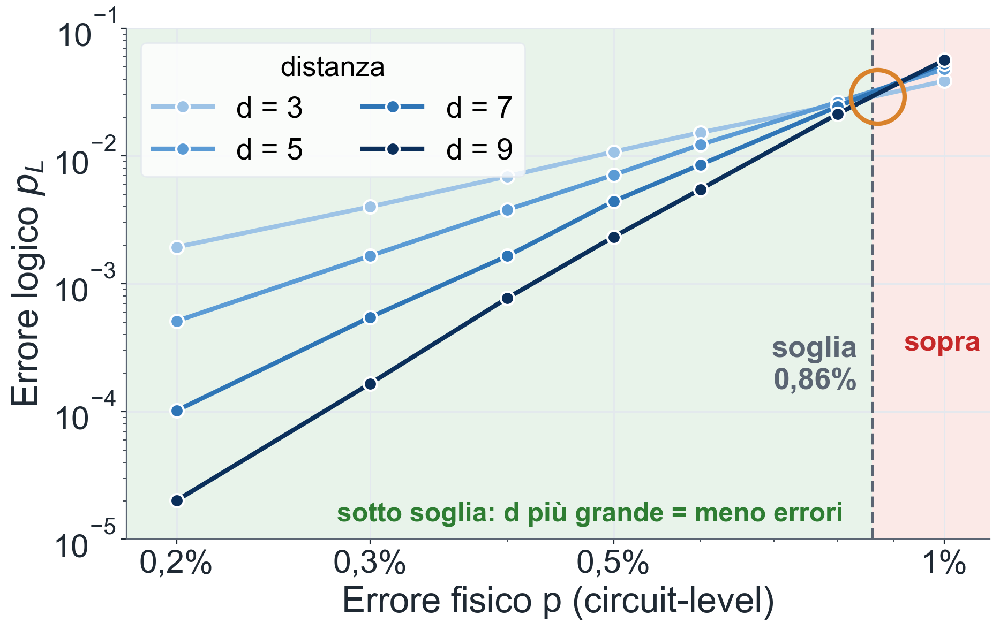 10⁻¹
10⁻²
10⁻³
10⁻⁴
10⁻⁵
Errore logico p_L
distanza
d = 3
d = 7
d = 5
d = 9
soglia
0,86%
sopra
sotto soglia: d più grande = meno errori
0,2%
0,3%
0,5%
1%
Errore fisico p (circuit-level)